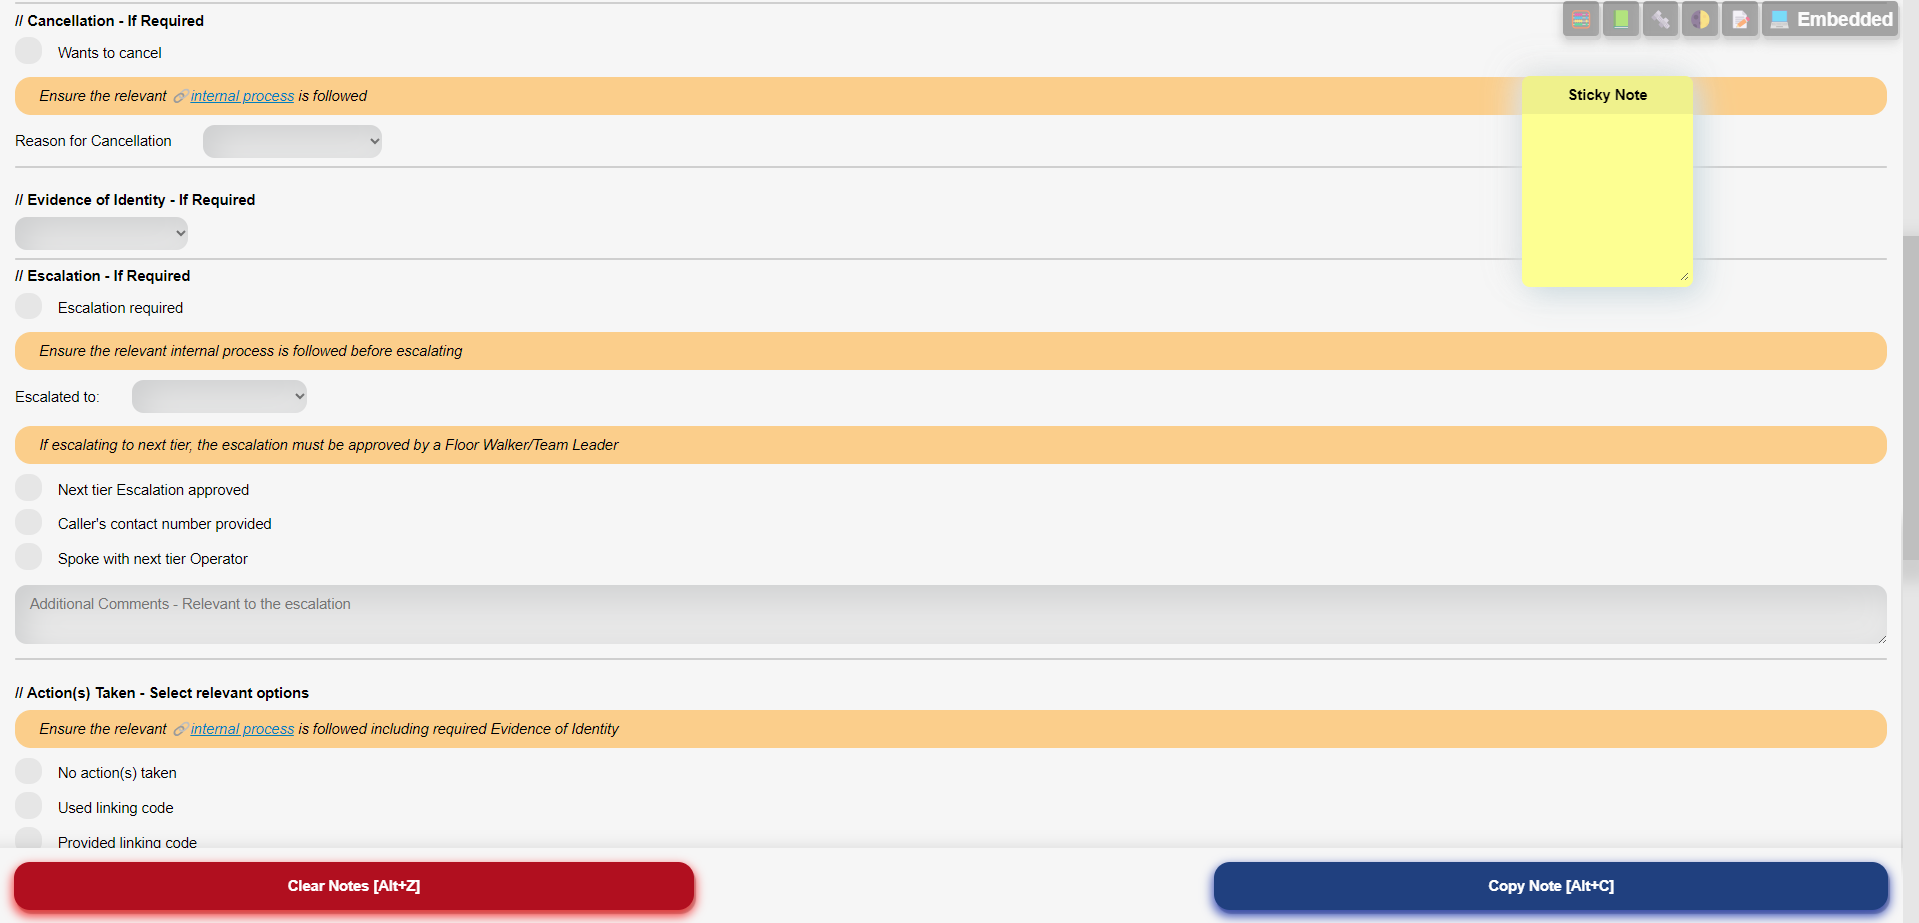 // Cancellation - If Required
Embedded
Wants to cancel
Ensure the relevant internal process is followed
Sticky Note
Reason for Cancellation
// Evidence of Identity - If Required
// Escalation - If Required
Escalation required
Ensure the relevant internal process is followed before escalating
Escalated to:
If escalating to next tier, the escalation must be approved by a Floor Walker/Team Leader
Next tier Escalation approved
Caller's contact number provided
Spoke with next tier Operator
Additional Comments - Relevant to the escalation
// Action(s) Taken - Select relevant options
Ensure the relevant internal process is followed including required Evidence of Identity
No action(s) taken
Used linking code
Provided linking code
Clear Notes [Alt+Z]
Copy Note [Alt+C]